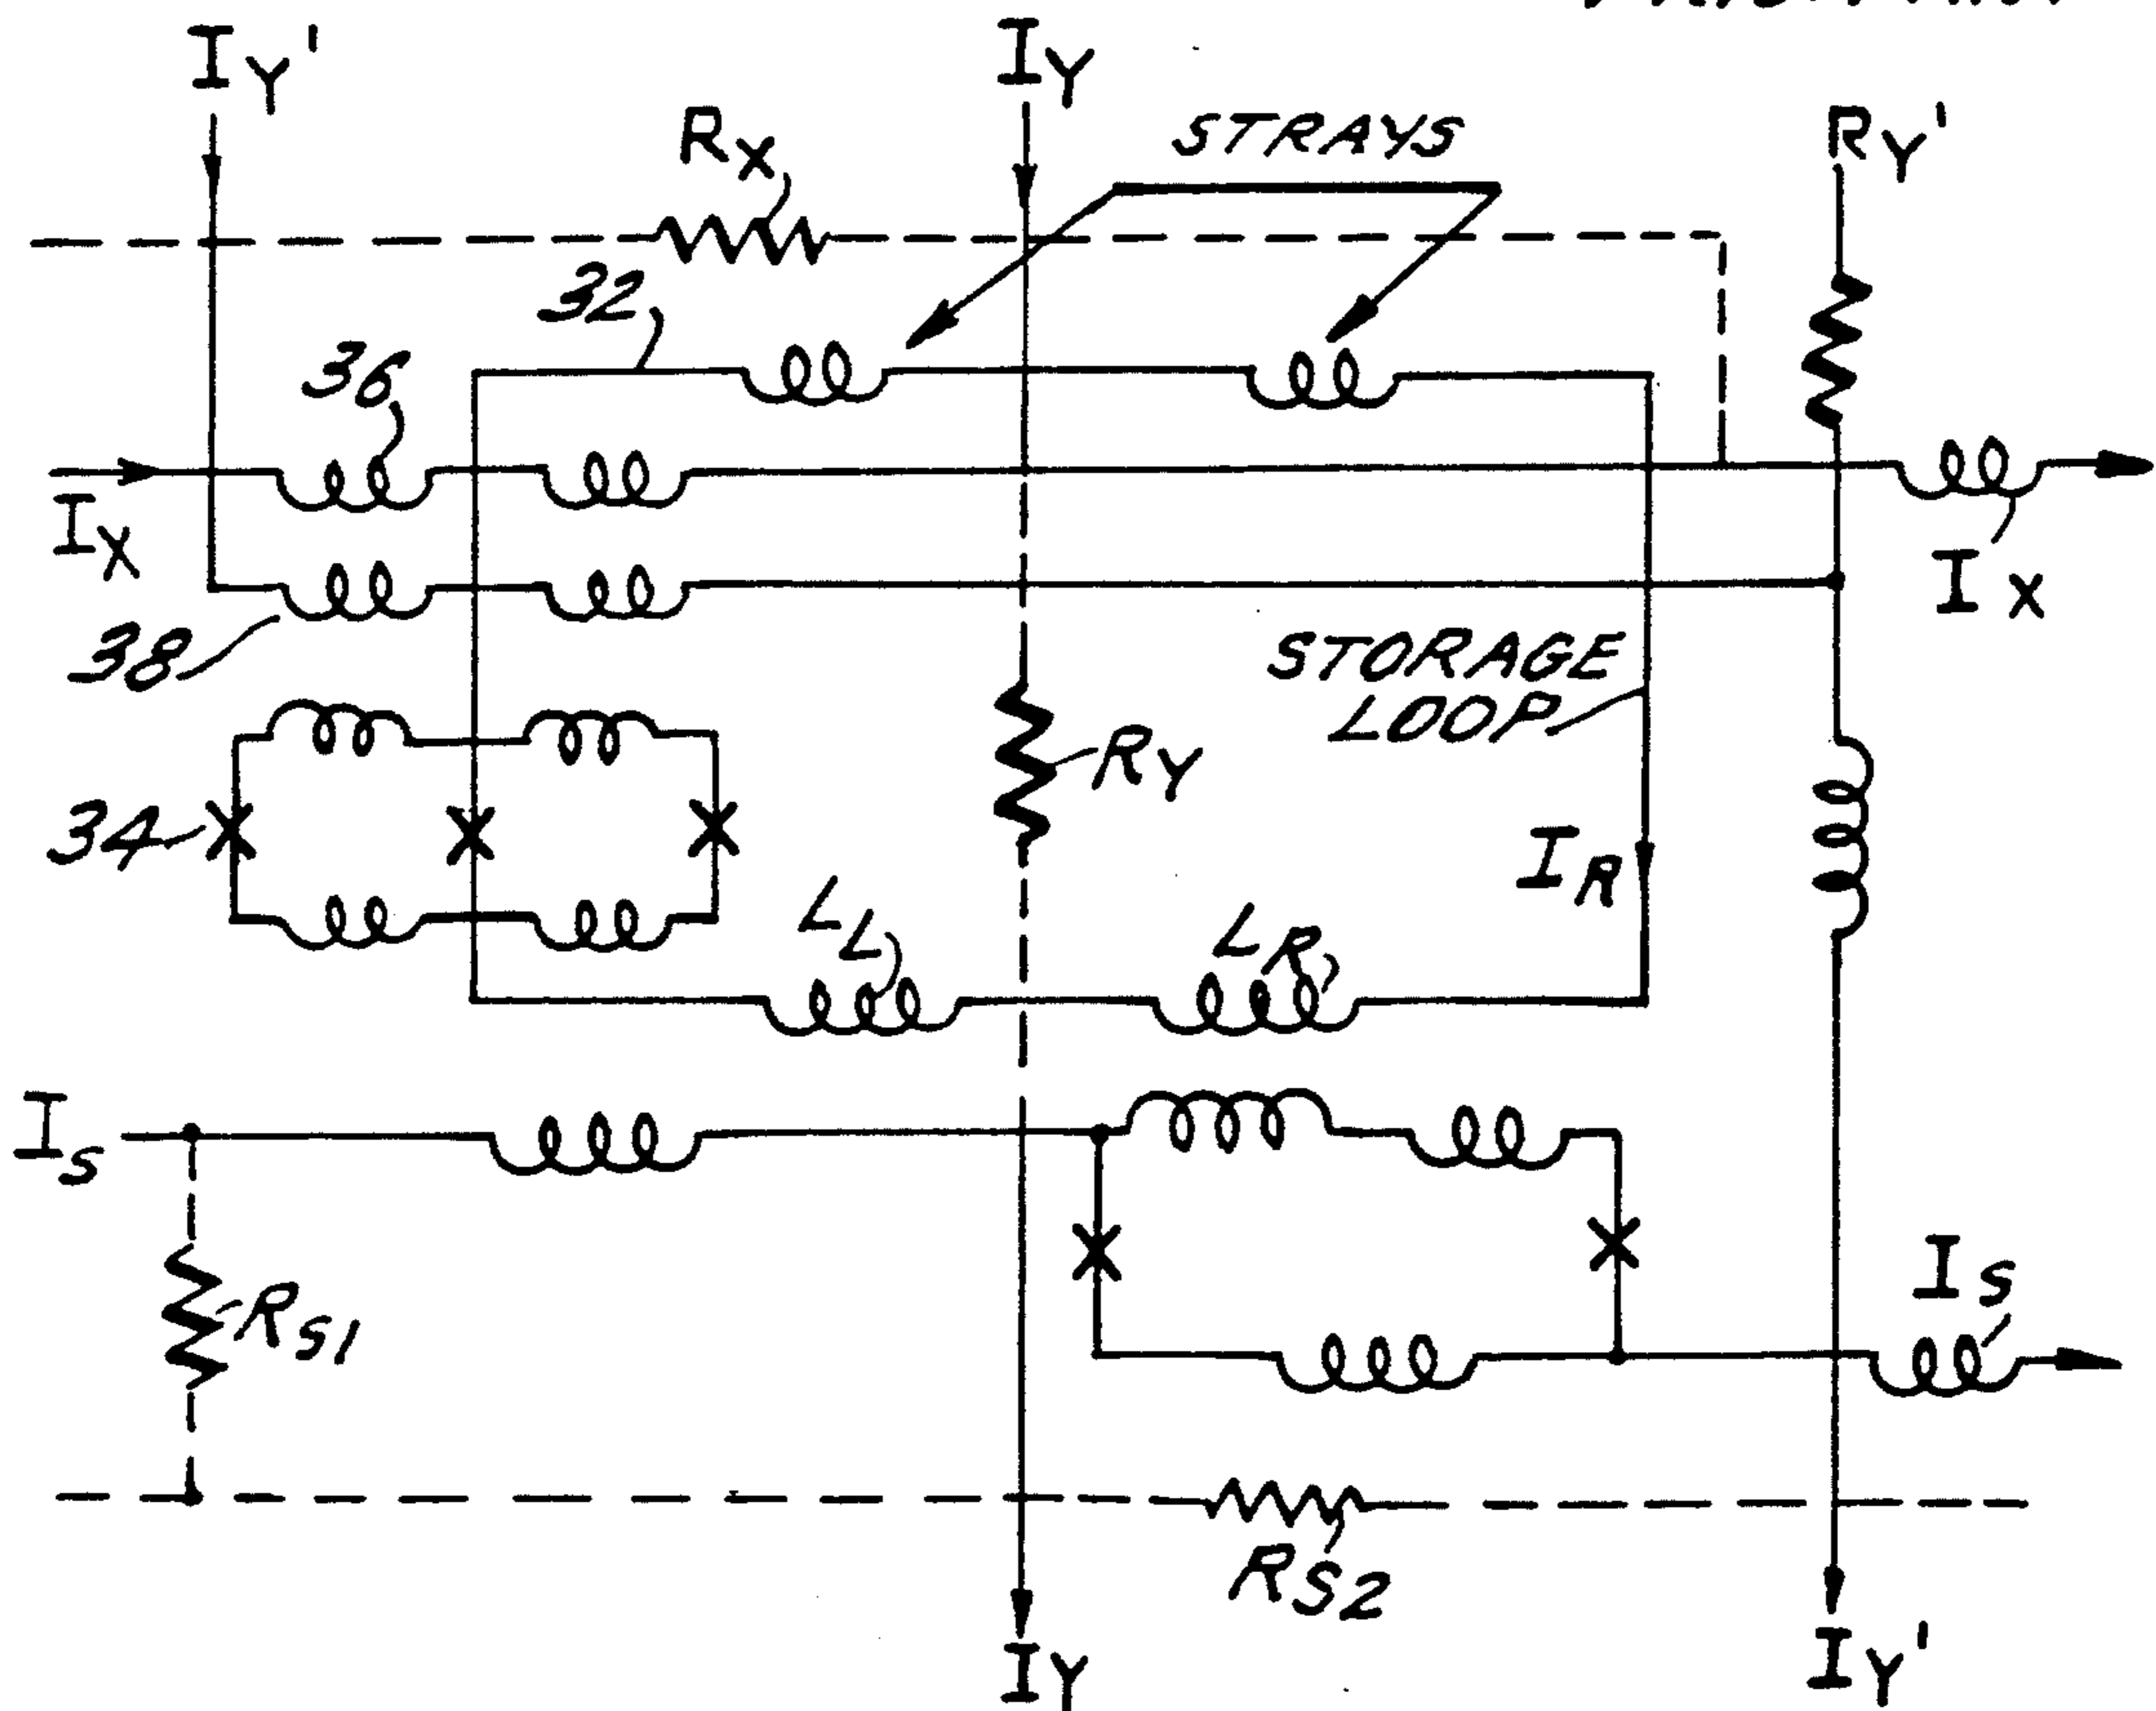 IY'
IY
RX
STRAYS
RY'
32
36
IX
IX
38
STORAGE
LOOP
RY
34
IR
LL
LR
Is
Is
RS1
RS2
IY
IY'